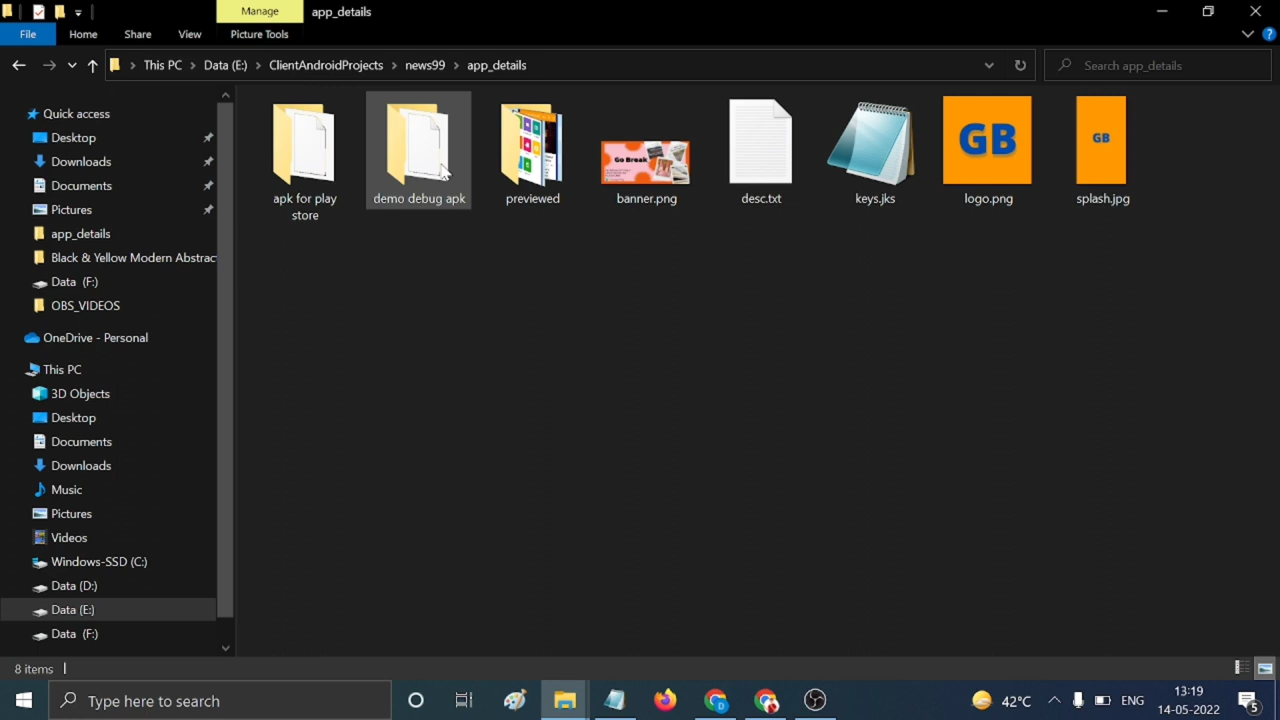 Manage
app_details
File
Home
Share
View
Picture Tools
This PC
Data (E:)
ClientAndroidProjects
news99
app_details
Search app_details
Quick access
Desktop
Downloads
Documents
Pictures
app_details
Black & Yellow Modern Abstrac
Data (F:)
OBS_VIDEOS
OneDrive - Personal
This PC
3D Objects
Desktop
Documents
Downloads
Music
Pictures
Videos
Windows-SSD (C:)
Data (D:)
Data (E:)
Data (F:)
Go Break
GB
GB
apk for play
store
demo debug apk
previewed
banner.png
desc.txt
keys.jks
logo.png
splash.jpg
8 items
Type here to search
D
42°C
ENG
13:19
14-05-2022
5